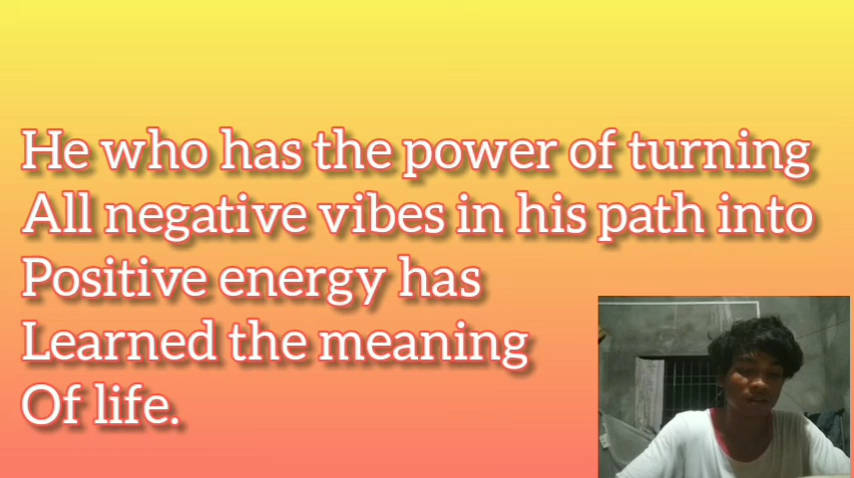 He who has the power of turning
All negative vibes in his path into
Positive energy has
Learned the meaning
Of life.